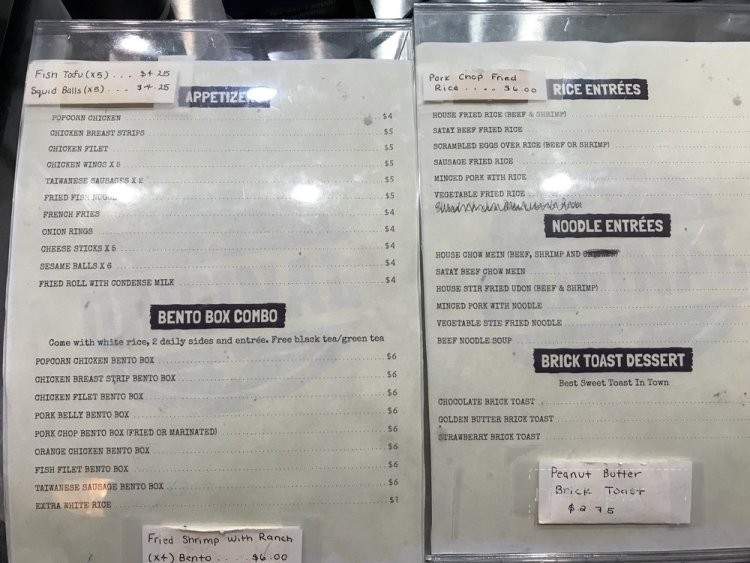 Fish Tofu (x5) ... $4.25
Squid Balls (x5) ... $4.25
APPETIZE
POPCORN CHICKEN $4
CHICKEN BREAST STRIPS $5
CHICKEN FILET $5
CHICKEN WINGS X 5 $5
TAIWANESE SAUSAGES X 2 $5
FRIED FISH $5
FRENCH FRIES $4
ONION RINGS $4
CHEESE STICKS X 5 $4
SESAME BALLS X 6 $4
FRIED ROLL WITH CONDENSE MILK $4
BENTO BOX COMBO
Come with white rice, 2 daily sides and entrée. Free black tea/green tea
POPCORN CHICKEN BENTO BOX $6
CHICKEN BREAST STRIP BENTO BOX $6
CHICKEN FILET BENTO BOX $6
PORK BELLY BENTO BOX $6
PORK CHOP BENTO BOX (FRIED OR MARINATED) $6
ORANGE CHICKEN BENTO BOX $6
FISH FILET BENTO BOX $6
TAIWANESE SAUSAGE BENTO BOX $6
EXTRA WHITE RICE
Fried Shrimp with Ranch
(x4) Bento .... $6.00
Pork Chop Fried
Rice .... $6.00
RICE ENTRÉES
HOUSE FRIED RICE (BEEF & SHRIMP)
SATAY BEEF FRIED RICE
SCRAMBLED EGGS OVER RICE (BEEF OR SHRIMP)
SAUSAGE FRIED RICE
MINCED PORK WITH RICE
VEGETABLE FRIED RICE
NOODLE ENTRÉES
HOUSE CHOW MEIN (BEEF, SHRIMP AND
SATAY BEEF CHOW MEIN
HOUSE STIR FRIED UDON (BEEF & SHRIMP)
MINCED PORK WITH NOODLE
VEGETABLE STIE FRIED NOODLE
BEEF NOODLE SOUP
BRICK TOAST DESSERT
Best Sweet Toast In Town
CHOCOLATE BRICK TOAST
GOLDEN BUTTER BRICK TOAST
STRAWBERRY BRICK TOAST
Peanut Butter
Brick Toast
$2.75